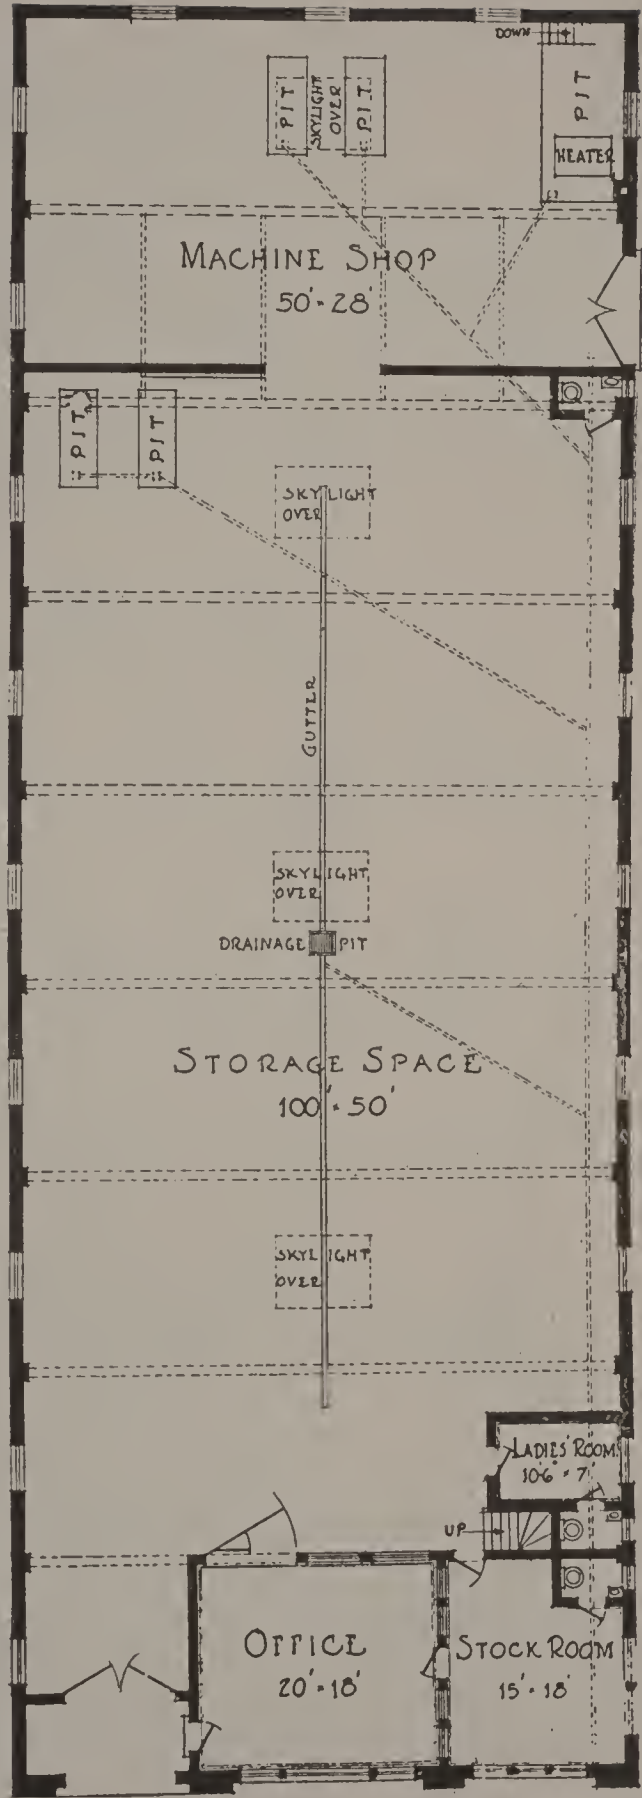 DOWN
PIT
SKYLIGHT
OVER
PIT
PIT
HEATER
MACHINE SHOP
50' × 28'
PIT
PIT
SKYLIGHT
OVER
GUTTER
SKYLIGHT
OVER
DRAINAGE PIT
STORAGE SPACE
100' × 50'
SKYLIGHT
OVER
LADIES' ROOM
10'6" × 7'
UP
OFFICE
20' × 18'
STOCK ROOM
15' × 18'